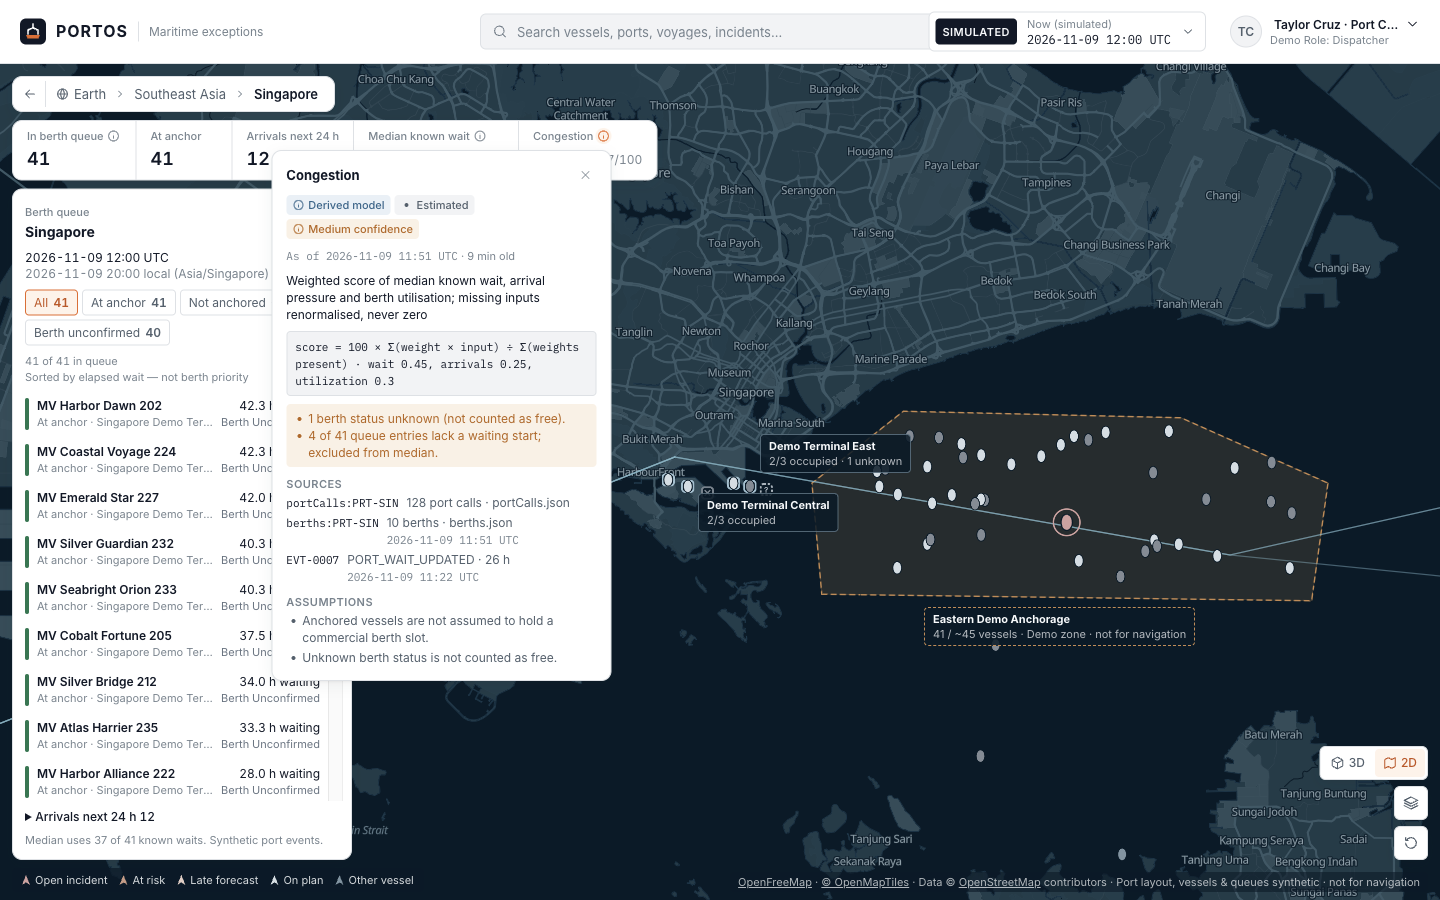 PORTOS
Maritime exceptions
Search vessels, ports, voyages, incidents...
SIMULATED
Now (simulated)
2026-11-09 12:00 UTC
TC
Taylor Cruz · Port C...
Demo Role: Dispatcher
Earth
Southeast Asia
Singapore
In berth queue
41
At anchor
41
Arrivals next 24 h
12
Median known wait
Congestion
7/100
Berth queue
Singapore
2026-11-09 12:00 UTC
2026-11-09 20:00 local (Asia/Singapore)
All 41
At anchor 41
Not anchored
Berth unconfirmed 40
41 of 41 in queue
Sorted by elapsed wait — not berth priority
MV Harbor Dawn 202
42.3 h
At anchor · Singapore Demo Ter...
Berth Unc
MV Coastal Voyage 224
42.3 h
At anchor · Singapore Demo Ter...
Berth Unc
MV Emerald Star 227
42.0 h
At anchor · Singapore Demo Ter...
Berth Unc
MV Silver Guardian 232
40.3 h
At anchor · Singapore Demo Ter...
Berth Unc
MV Seabright Orion 233
40.3 h
At anchor · Singapore Demo Ter...
Berth Unc
MV Cobalt Fortune 205
37.5 h
At anchor · Singapore Demo Ter...
Berth Unc
MV Silver Bridge 212
34.0 h waiting
At anchor · Singapore Demo Ter...
Berth Unconfirmed
MV Atlas Harrier 235
33.3 h waiting
At anchor · Singapore Demo Ter...
Berth Unconfirmed
MV Harbor Alliance 222
28.0 h waiting
At anchor · Singapore Demo Ter...
Berth Unconfirmed
Arrivals next 24 h 12
Median uses 37 of 41 known waits. Synthetic port events.
Congestion
Derived model
• Estimated
Medium confidence
As of 2026-11-09 11:51 UTC · 9 min old
Weighted score of median known wait, arrival
pressure and berth utilisation; missing inputs
renormalised, never zero
score = 100 × Σ(weight × input) ÷ Σ(weights
present) · wait 0.45, arrivals 0.25,
utilization 0.3
• 1 berth status unknown (not counted as free).
• 4 of 41 queue entries lack a waiting start;
excluded from median.
SOURCES
portCalls:PRT-SIN 128 port calls · portCalls.json
berths:PRT-SIN 10 berths · berths.json
2026-11-09 11:51 UTC
EVT-0007 PORT_WAIT_UPDATED · 26 h
2026-11-09 11:22 UTC
ASSUMPTIONS
• Anchored vessels are not assumed to hold a
commercial berth slot.
• Unknown berth status is not counted as free.
Choa Chu Kang
Central Water
Catchment
Thomson
Buangkok
Pasir Ris
Changi Village
Hougang
Paya Lebar
Tampines
Changi
Bishan
Serangoon
Tai Seng
Toa Payoh
Changi Business Park
Changi Bay
Novena
Whampoa
Geylang
Bedok
Bedok South
Tanah Merah
Tanglin
Newton
Kallang
Rochor
Marine Parade
Museum
Singapore
Outram
Marina South
Bukit Merah
HarbourFront
Demo Terminal East
2/3 occupied · 1 unknown
Demo Terminal Central
2/3 occupied
Eastern Demo Anchorage
41 / ~45 vessels · Demo zone · not for navigation
in Strait
Batu Merah
Tanjung Buntung
Sungai Jodoh
Kampung Seraya
Sadai
Tanjung Uma
Bengkong Indah
Sungai Panas
Tanjung Sari
Sekanak Raya
3D
2D
Open incident
At risk
Late forecast
On plan
Other vessel
OpenFreeMap · © OpenMapTiles · Data © OpenStreetMap contributors · Port layout, vessels & queues synthetic · not for navigation